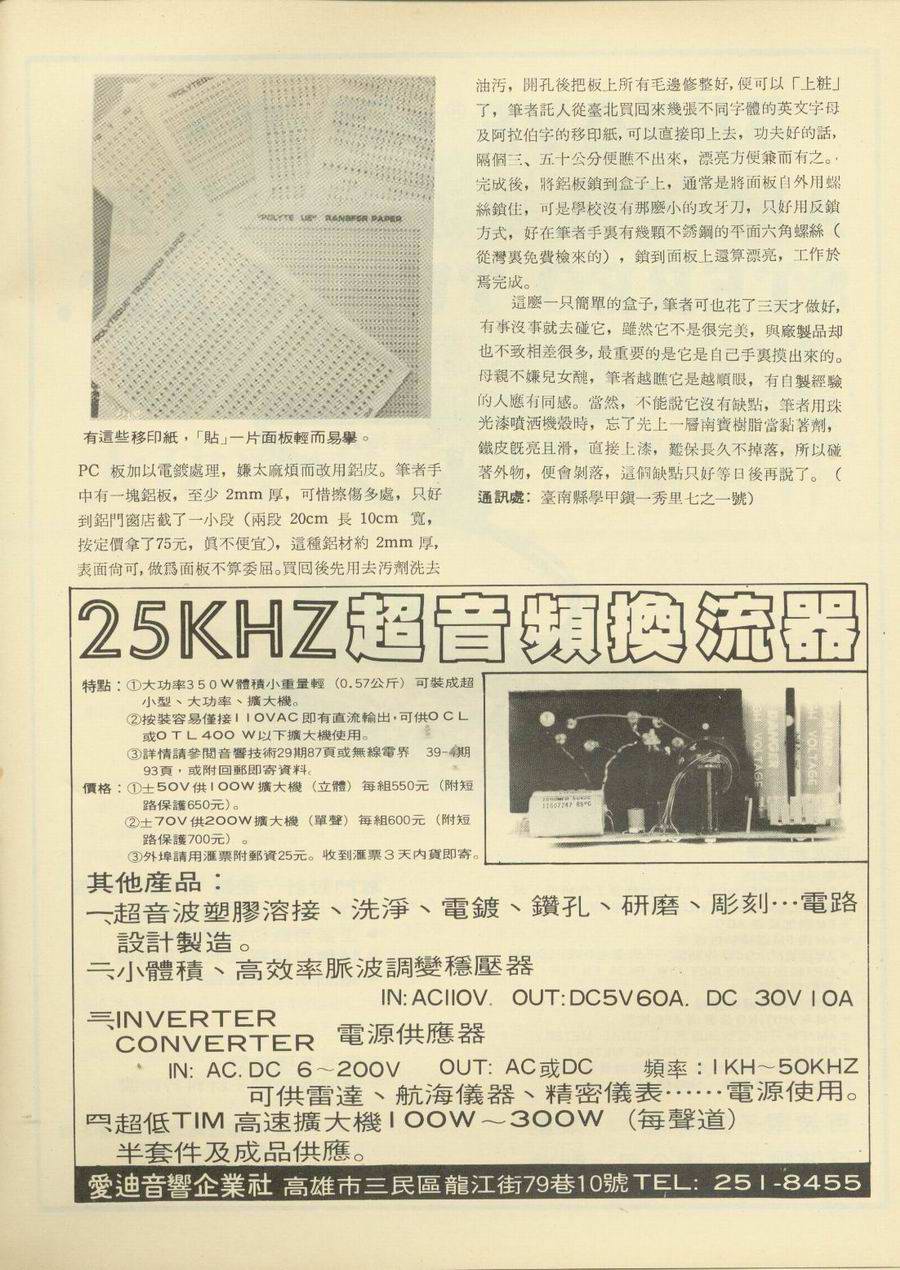 "POLYTEQUE"
"POLYTE UE" RANSFER PAPER
"POLYTEQUE" TRANSFER PAPER
有這些移印紙，「貼」一片面板輕而易舉。
PC 板加以電鍍處理，嫌太麻煩而改用鋁皮。筆者手
中有一塊鋁板，至少 2mm 厚，可惜擦傷多處，只好
到鋁門窗店截了一小段（兩段 20cm 長 10cm 寬，
按定價拿了75元，眞不便宜），這種鋁材約 2mm 厚，
表面尙可，做爲面板不算委屈。買囘後先用去污劑洗去
油汚，開孔後把板上所有毛邊修整好，便可以「上粧」
了，筆者託人從臺北買囘來幾張不同字體的英文字母
及阿拉伯字的移印紙，可以直接印上去，功夫好的話，
隔個三、五十公分便瞧不出來，漂亮方便兼而有之。
完成後，將鋁板鎖到盒子上，通常是將面板自外用螺
絲鎖住，可是學校沒有那麼小的攻牙刀，只好用反鎖
方式，好在筆者手裏有幾顆不銹鋼的平面六角螺絲（
從灣裏免費檢來的），鎖到面板上還算漂亮，工作於
焉完成。
這麼一只簡單的盒子，筆者可也花了三天才做好，
有事沒事就去碰它，雖然它不是很完美，與廠製品却
也不致相差很多，最重要的是它是自己手裏摸出來的。
母親不嫌兒女醜，筆者越瞧它是越順眼，有自製經驗
的人應有同感。當然，不能說它沒有缺點，筆者用珠
光漆噴洒機殼時，忘了先上一層南寶樹脂當黏著劑，
鐵皮旣亮且滑，直接上漆，難保長久不掉落，所以碰
著外物，便會剝落，這個缺點只好等日後再說了。（
通訊處：臺南縣學甲鎭一秀里七之一號）
25KHZ超音頻換流器
特點：①大功率350W體積小重量輕（0.57公斤）可裝成超
小型、大功率、擴大機。
②按裝容易僅接110VAC即有直流輸出，可供OCL
或OTL400 W以下擴大機使用。
③詳情請參閱音響技術29期87頁或無線電界 39-4期
93頁，或附回郵即寄資料。
價格：①±50V供100W擴大機（立體）每組550元（附短
路保護650元）。
②±70V供200W擴大機（單聲）每組600元（附短
路保護700元）。
③外埠請用滙票附郵資25元。收到滙票3天內貨即寄。
其他產品：
一、超音波塑膠溶接、洗淨、電鍍、鑽孔、研磨、彫刻…電路
設計製造。
二、小體積、高效率脈波調變穩壓器
IN: AC110V. OUT: DC5V60A. DC 30V10A
三、INVERTER
CONVERTER 電源供應器
IN: AC. DC 6～200V OUT: AC或DC 頻率：1KH～50KHZ
可供雷達、航海儀器、精密儀表……電源使用。
四、超低TIM 高速擴大機100W～300W （每聲道）
半套件及成品供應。
愛迪音響企業社 高雄市三民區龍江街79巷10號 TEL: 251-8455